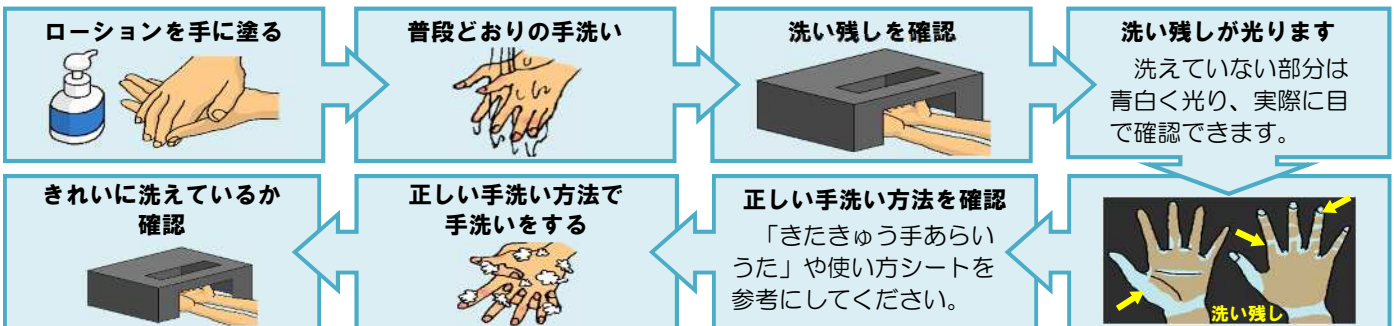 ローションを手に塗る
普段どおりの手洗い
洗い残しを確認
洗い残しが光ります
洗えていない部分は
青白く光り、実際に目
で確認できます。
洗い残し
正しい手洗い方法を確認
「きたきゅう手あらい
うた」や使い方シートを
参考にしてください。
正しい手洗い方法で
手洗いをする
きれいに洗えているか
確認